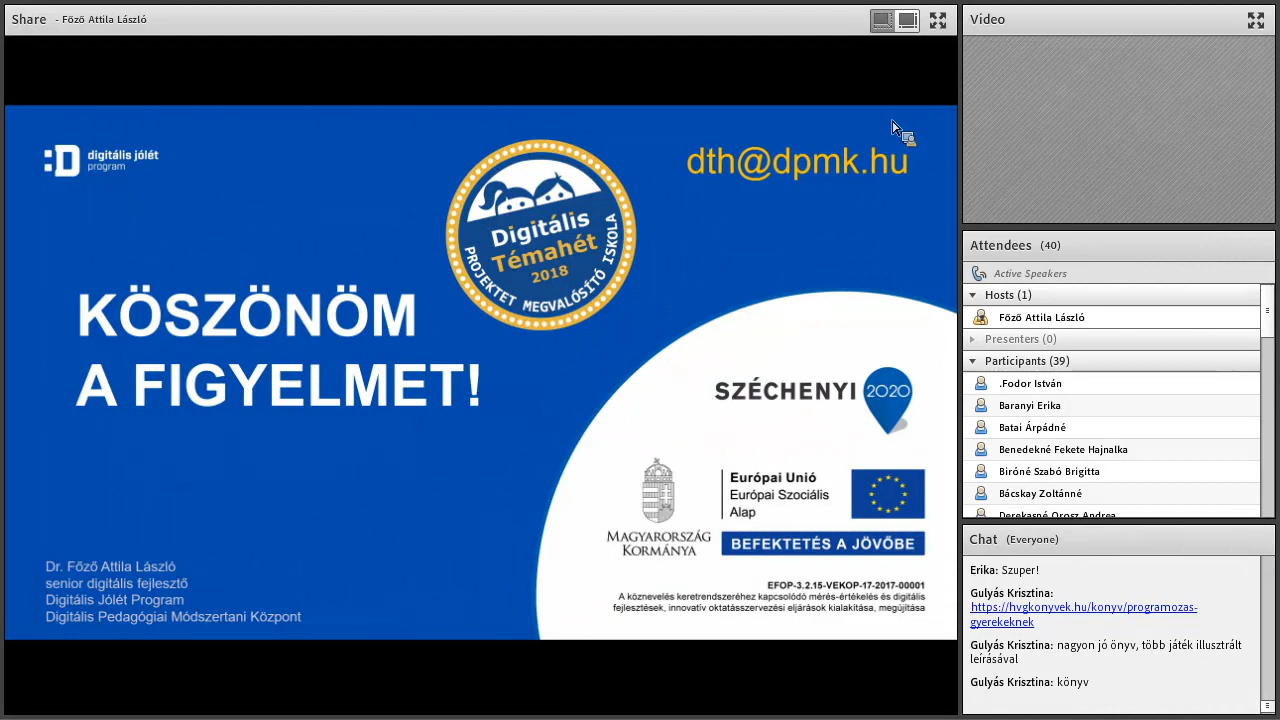 Share - Főző Attila László
digitális jólét
program
Digitális
Témahét
2018
PROJEKTET MEGVALÓSÍTÓ ISKOLA
dth@dpmk.hu
KÖSZÖNÖM
A FIGYELMET!
SZÉCHENYI 2020
MAGYARORSZÁG
KORMÁNYA
Európai Unió
Európai Szociális
Alap
BEFEKTETÉS A JÖVŐBE
EFOP-3.2.15-VEKOP-17-2017-00001
A köznevelés keretrendszeréhez kapcsolódó mérés-értékelés és digitális
fejlesztések, innovatív oktatásszervezési eljárások kialakítása, megújítása
Dr. Főző Attila László
senior digitális fejlesztő
Digitális Jólét Program
Digitális Pedagógiai Módszertani Központ
Video
Attendees (40)
Active Speakers
Hosts (1)
Főző Attila László
Presenters (0)
Participants (39)
.Fodor István
Baranyi Erika
Batai Árpádné
Benedekné Fekete Hajnalka
Bíróné Szabó Brigitta
Bácskay Zoltánné
Derekasné Orosz Andrea
Chat (Everyone)
Erika: Szuper!
Gulyás Krisztina:
https://hvgkonyvek.hu/konyv/programozas-
gyerekeknek
Gulyás Krisztina: nagyon jó önyv, több játék illusztrált
leírásával
Gulyás Krisztina: könyv